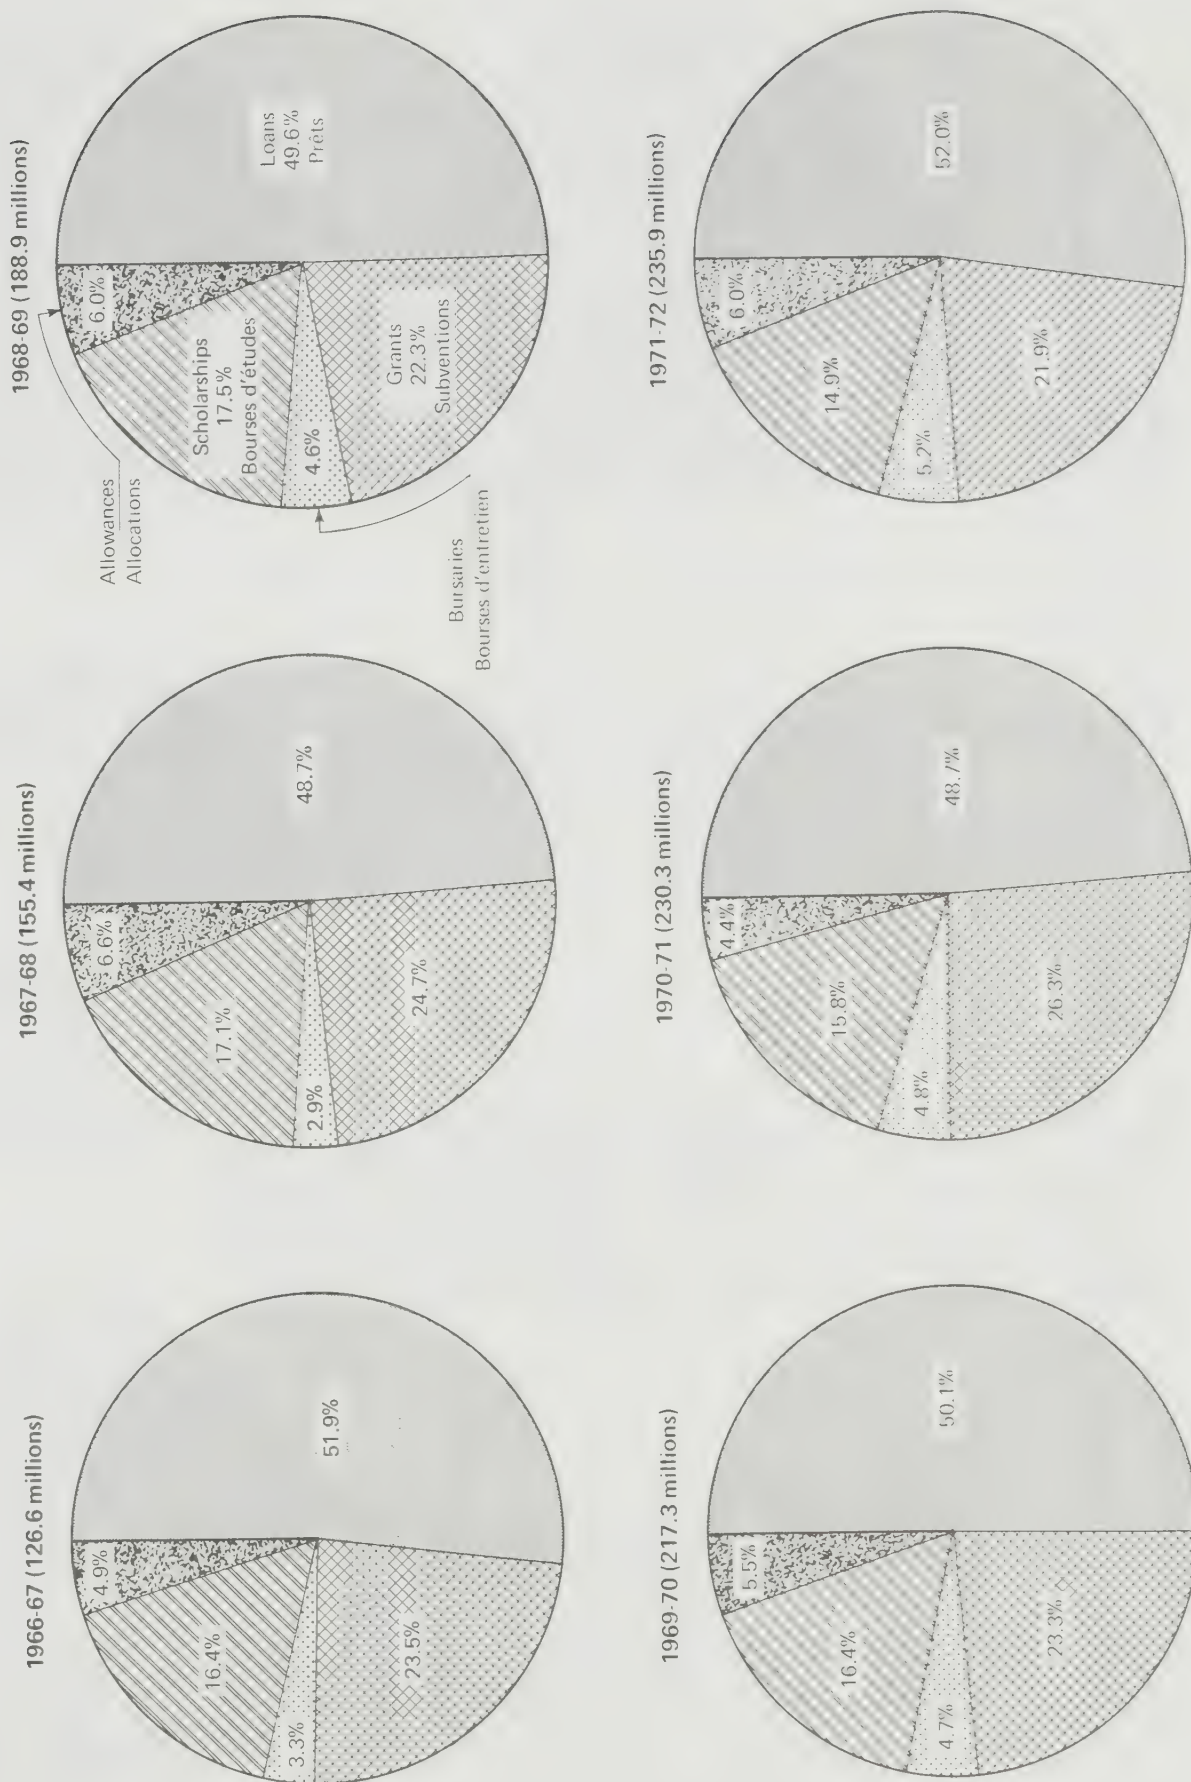 1966-67 (126.6 millions)
4.9%
16.4%
3.3%
23.5%
51.9%
1967-68 (155.4 millions)
6.6%
17.1%
2.9%
24.7%
48.7%
1968-69 (188.9 millions)
Allowances
Allocations
6.0%
Scholarships
17.5%
Bourses d'études
4.6%
Bursaries
Bourses d'entretien
Grants
22.3%
Subventions
Loans
49.6%
Prêts
1969-70 (217.3 millions)
5.5%
16.4%
4.7%
23.3%
50.1%
1970-71 (230.3 millions)
4.4%
15.8%
4.8%
26.3%
48.7%
1971-72 (235.9 millions)
6.0%
14.9%
5.2%
21.9%
52.0%